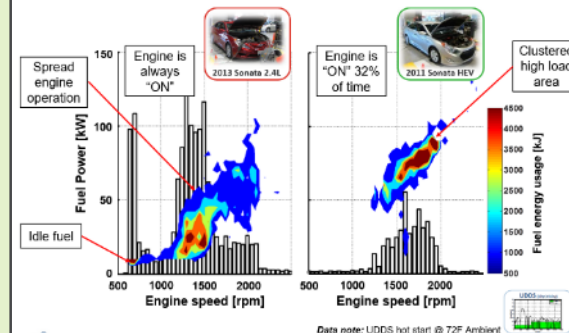 Engine is
always
"ON"
2013 Sonata 2.4L
Engine is
"ON" 32%
of time
2011 Sonata HEV
Clustered
high load
area
Spread
engine
operation
Idle fuel
Fuel Power [kW]
150
100
50
0
500
1000
1500
2000
Engine speed [rpm]
500
1000
1500
2000
Engine speed [rpm]
4500
4000
3500
3000
2500
2000
1500
1000
500
Fuel energy usage [kJ]
UDDS
Data note: UDDS hot start @ 72F Ambient